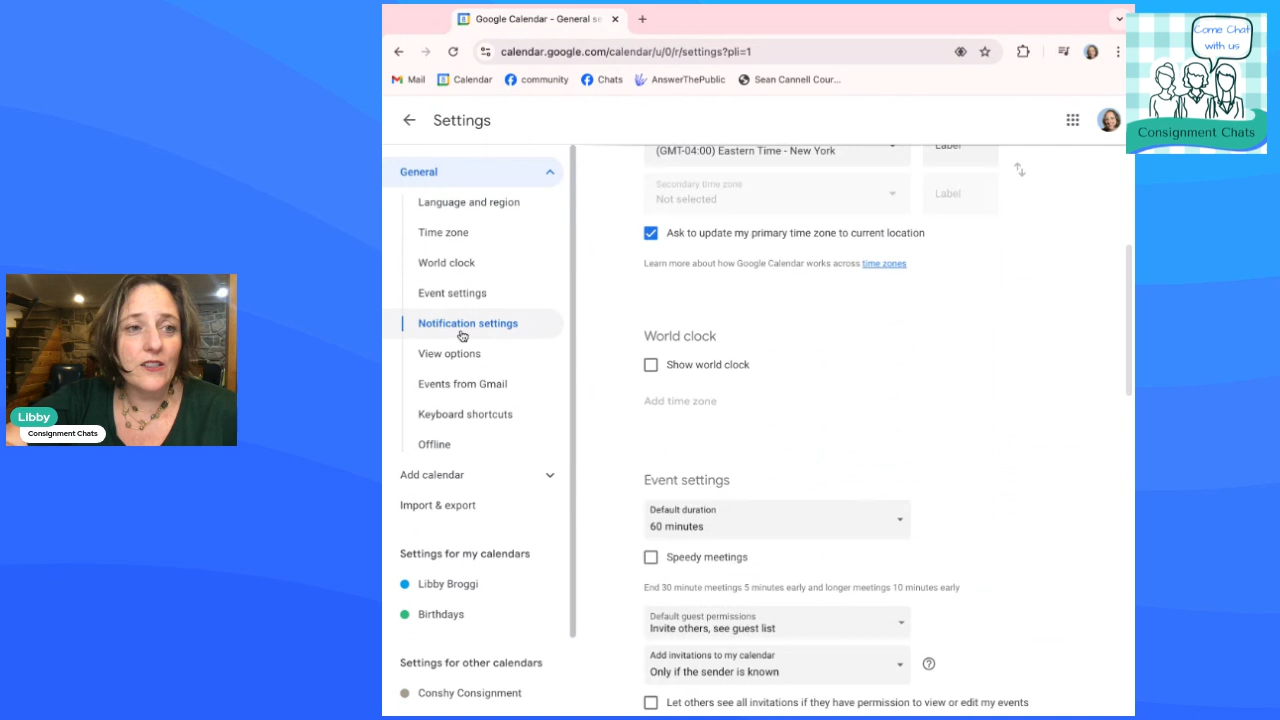 Google Calendar - General se
calendar.google.com/calendar/u/0/r/settings?pli=1
Mail
Calendar
community
Chats
AnswerThePublic
Sean Cannell Cour...
Come Chat
with us
Consignment Chats
Settings
General
Language and region
Time zone
World clock
Event settings
Notification settings
View options
Events from Gmail
Keyboard shortcuts
Offline
Add calendar
Import & export
Settings for my calendars
Libby Broggi
Birthdays
Settings for other calendars
Conshy Consignment
(GMT-04:00) Eastern Time - New York
Label
Secondary time zone
Not selected
Label
Ask to update my primary time zone to current location
Learn more about how Google Calendar works across time zones
World clock
Show world clock
Add time zone
Event settings
Default duration
60 minutes
Speedy meetings
End 30 minute meetings 5 minutes early and longer meetings 10 minutes early
Default guest permissions
Invite others, see guest list
Add invitations to my calendar
Only if the sender is known
Let others see all invitations if they have permission to view or edit my events
Libby
Consignment Chats